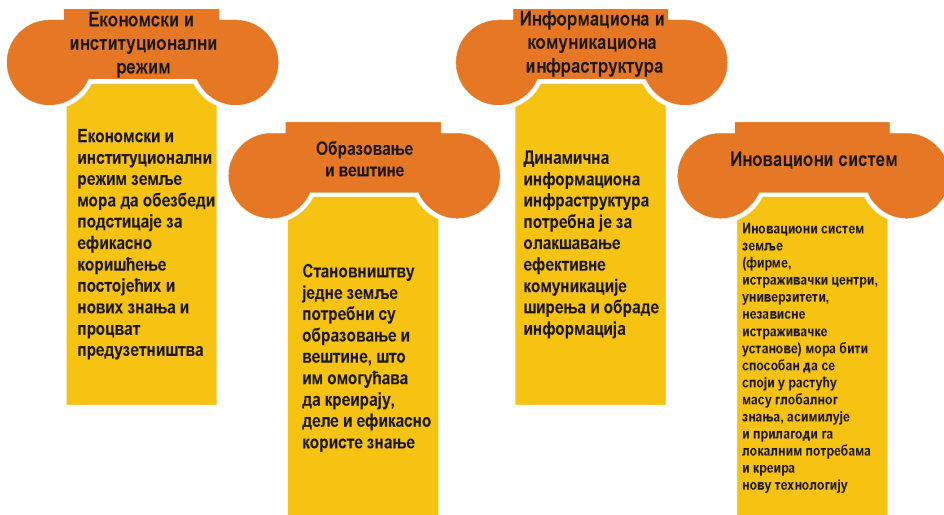 Економски и
институционални
режим
Економски и
институционални
режим земље
мора да обезбеди
подстицаје за
ефикасно
коришћење
постојећих и
нових знања и
процват
предузетништва
Образовање
и вештине
Становништву
једне земље
потребни су
образовање и
вештине, што
им омогућава
да креирају,
деле и ефикасно
користе знање
Информациона и
комуникациона
инфраструктура
Динамична
информациона
инфраструктура
потребна је за
олакшавање
ефективне
комуникације
ширења и обраде
информација
Иновациони систем
Иновациони систем
земље
(фирме,
истраживачки центри,
универзитети,
независне
истраживачке
установе) мора бити
способан да се
споји у растућу
масу глобалног
знања, асимилује
и прилагоди га
локалним потребама
и креира
нову технологију